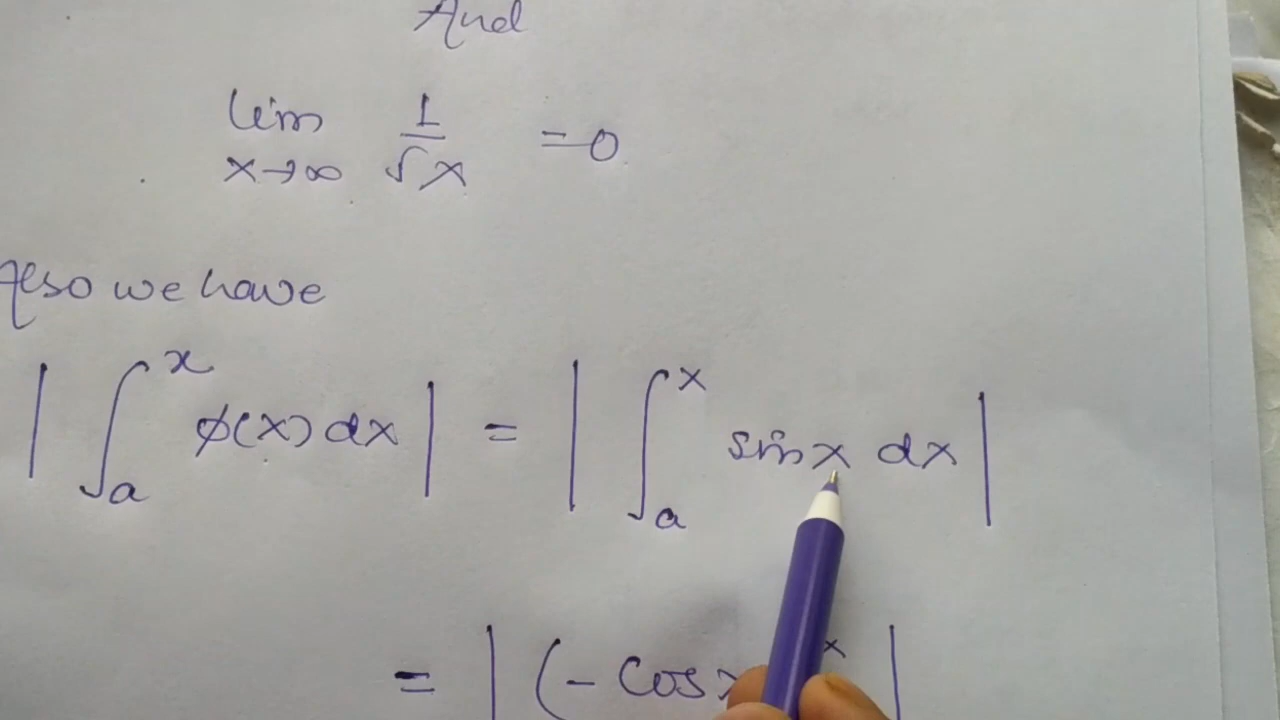 And
lim x→∞ 1/√x = 0
Also we have
| ∫_a^x φ(x) dx | = | ∫_a^x sin x dx |
= | (- cos x ^x |